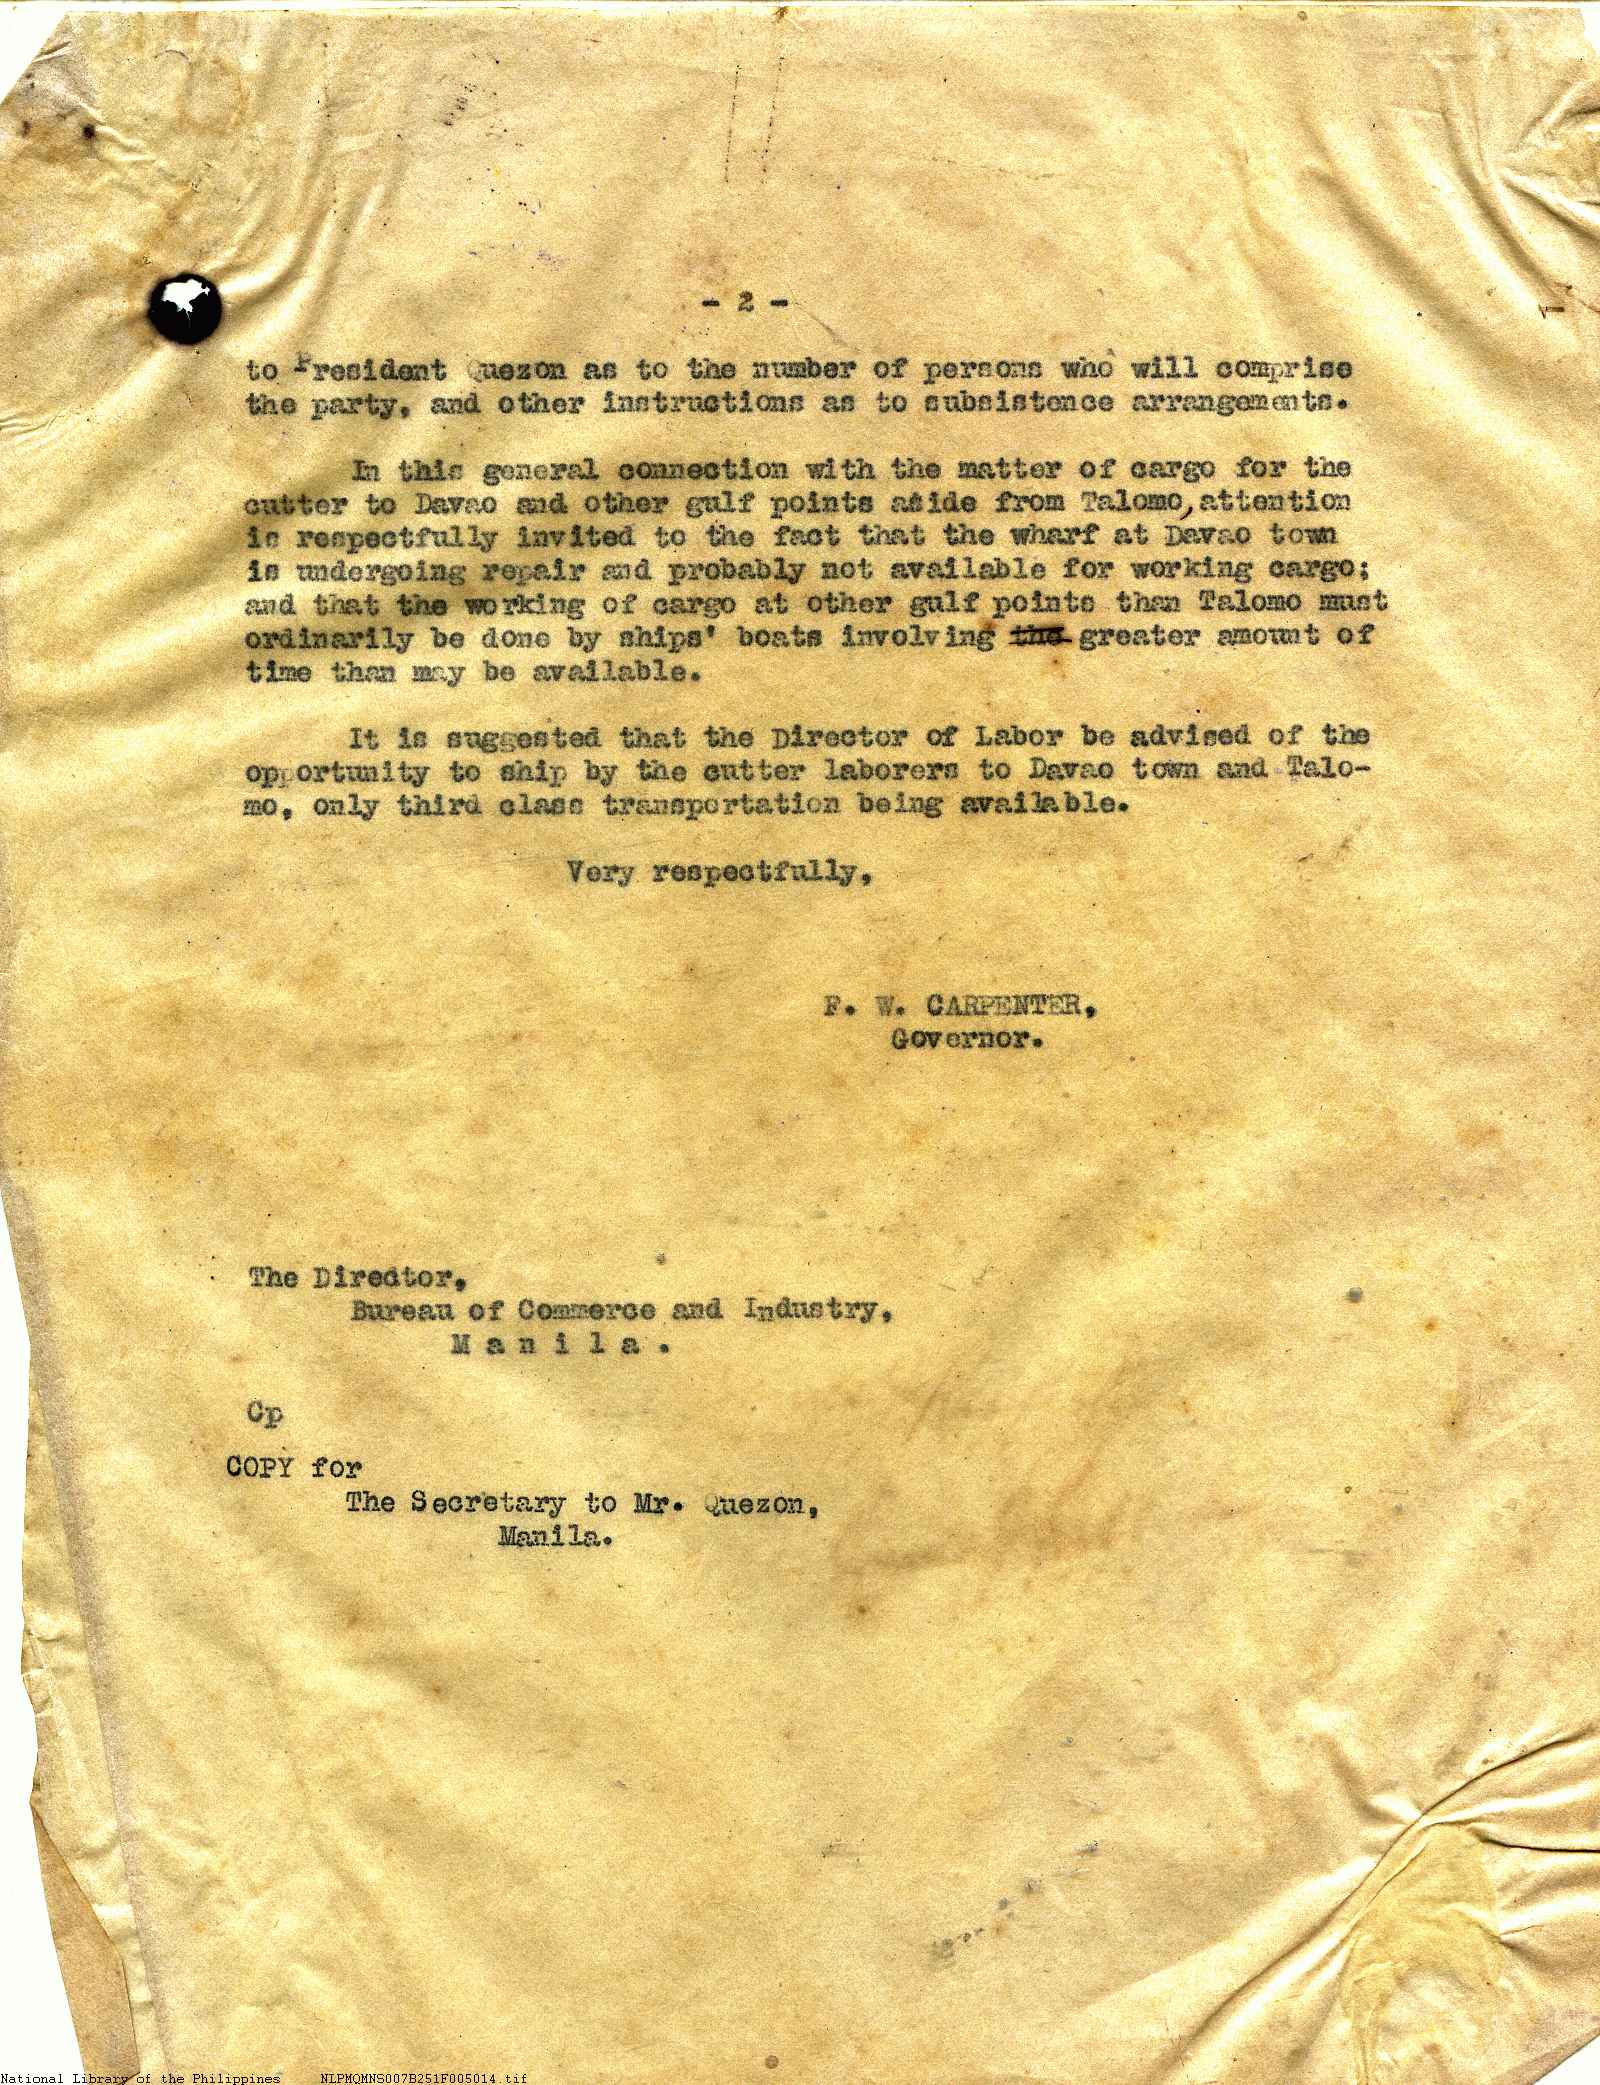 - 2 -
to President Quezon as to the number of persons who will comprise
the party, and other instructions as to subsistence arrangements.
In this general connection with the matter of cargo for the
cutter to Davao and other gulf points aside from Talomo, attention
is respectfully invited to the fact that the wharf at Davao town
is undergoing repair and probably not available for working cargo;
and that the working of cargo at other gulf points than Talomo must
ordinarily be done by ships' boats involving the greater amount of
time than may be available.
It is suggested that the Director of Labor be advised of the
opportunity to ship by the cutter laborers to Davao town and Talo-
mo, only third class transportation being available.
Very respectfully,
F. W. CARPENTER,
Governor.
The Director,
Bureau of Commerce and Industry,
M a n i l a .
Cp
COPY for
The Secretary to Mr. Quezon,
Manila.
National Library of the Philippines NLPMQMNS007B251F005014.tif